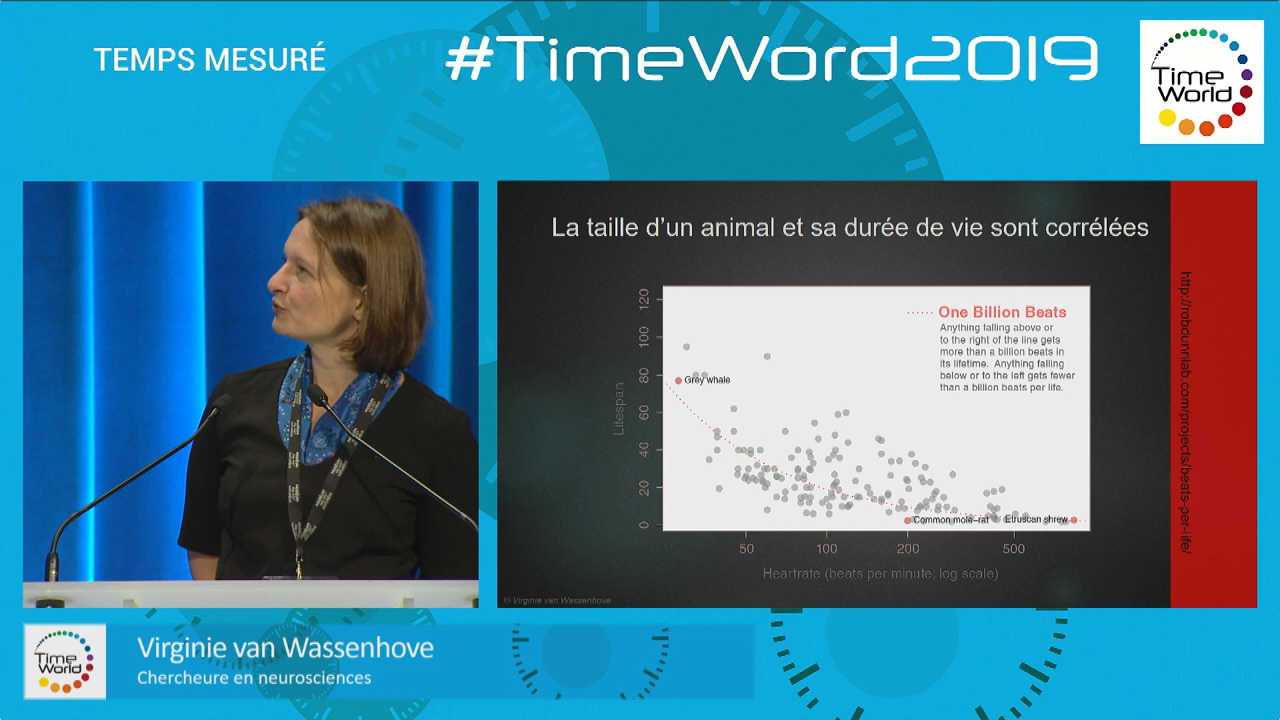 TEMPS MESURÉ
#TimeWord2019
Time
World
La taille d'un animal et sa durée de vie sont corrélées
One Billion Beats
Anything falling above or
to the right of the line gets
more than a billion beats in
its lifetime. Anything falling
below or to the left gets fewer
than a billion beats per life.
120
100
80
60
40
20
0
Lifespan
Grey whale
Common mole-rat
Etruscan shrew
50
100
200
500
Heartrate (beats per minute; log scale)
http://robdunnlab.com/projects/beats-per-life/
© Virginie van Wassenhove
Time
World
Virginie van Wassenhove
Chercheure en neurosciences